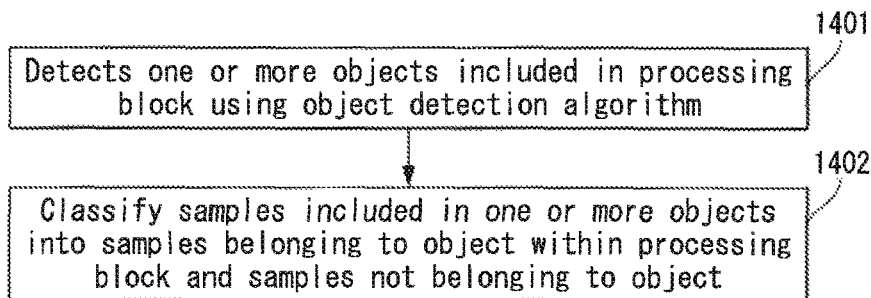 1401
Detects one or more objects included in processing
block using object detection algorithm
1402
Classify samples included in one or more objects
into samples belonging to object within processing
block and samples not belonging to object